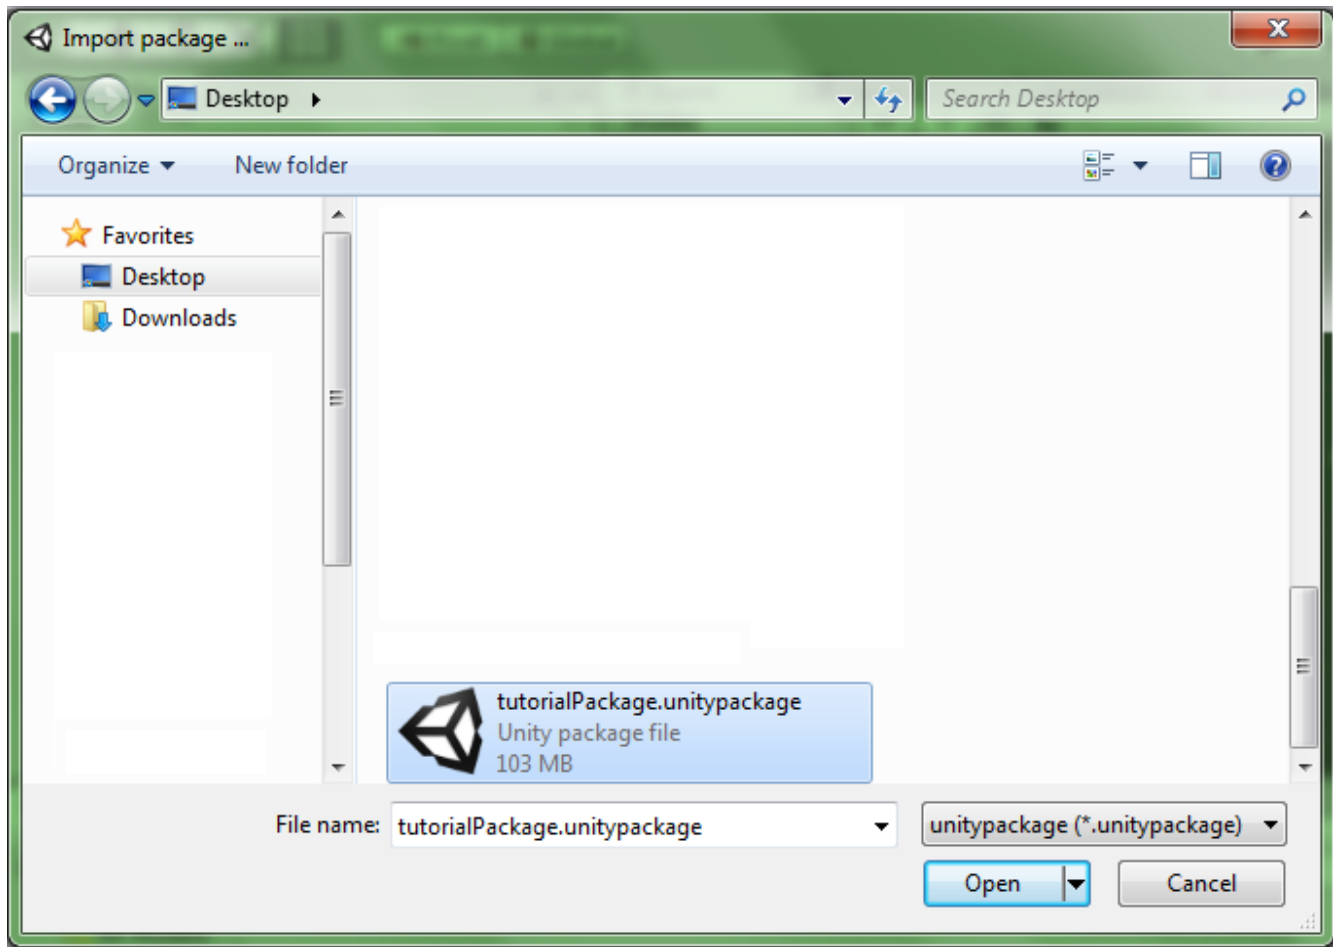 Import package ...
Desktop
Search Desktop
Organize
New folder
Favorites
Desktop
Downloads
tutorialPackage.unitypackage
Unity package file
103 MB
File name: tutorialPackage.unitypackage
unitypackage (*.unitypackage)
Open
Cancel